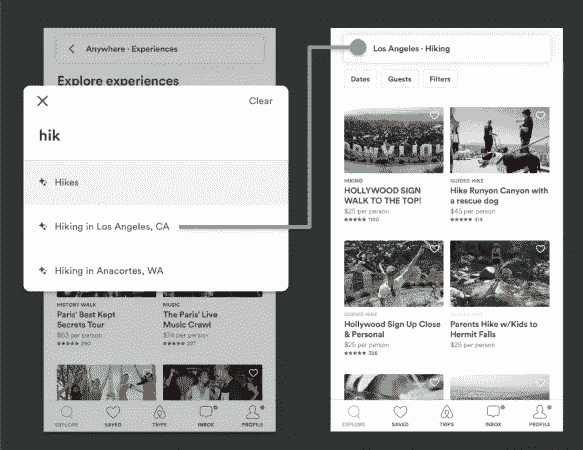 Anywhere · Experiences
Explore experiences
Clear
hik
Hikes
Hiking in Los Angeles, CA
Hiking in Anacortes, WA
HISTORY WALK
Paris' Best Kept
Secrets Tour
$63 per person
MUSIC
The Paris' Live
Music Crawl
$74 per person
EXPLORE
SAVED
TRIPS
INBOX
PROFILE
Los Angeles · Hiking
Dates
Guests
Filters
HIKING
HOLLYWOOD SIGN
WALK TO THE TOP!
$25 per person
GUIDED HIKE
Hike Runyon Canyon with
a rescue dog
$45 per person
★★★★★ 414
GUIDED HIKE
Hollywood Sign Up Close
& Personal
$25 per person
★★★★★ 326
Parents Hike w/Kids to
Hermit Falls
$25 per person
EXPLORE
SAVED
TRIPS
INBOX
PROFILE